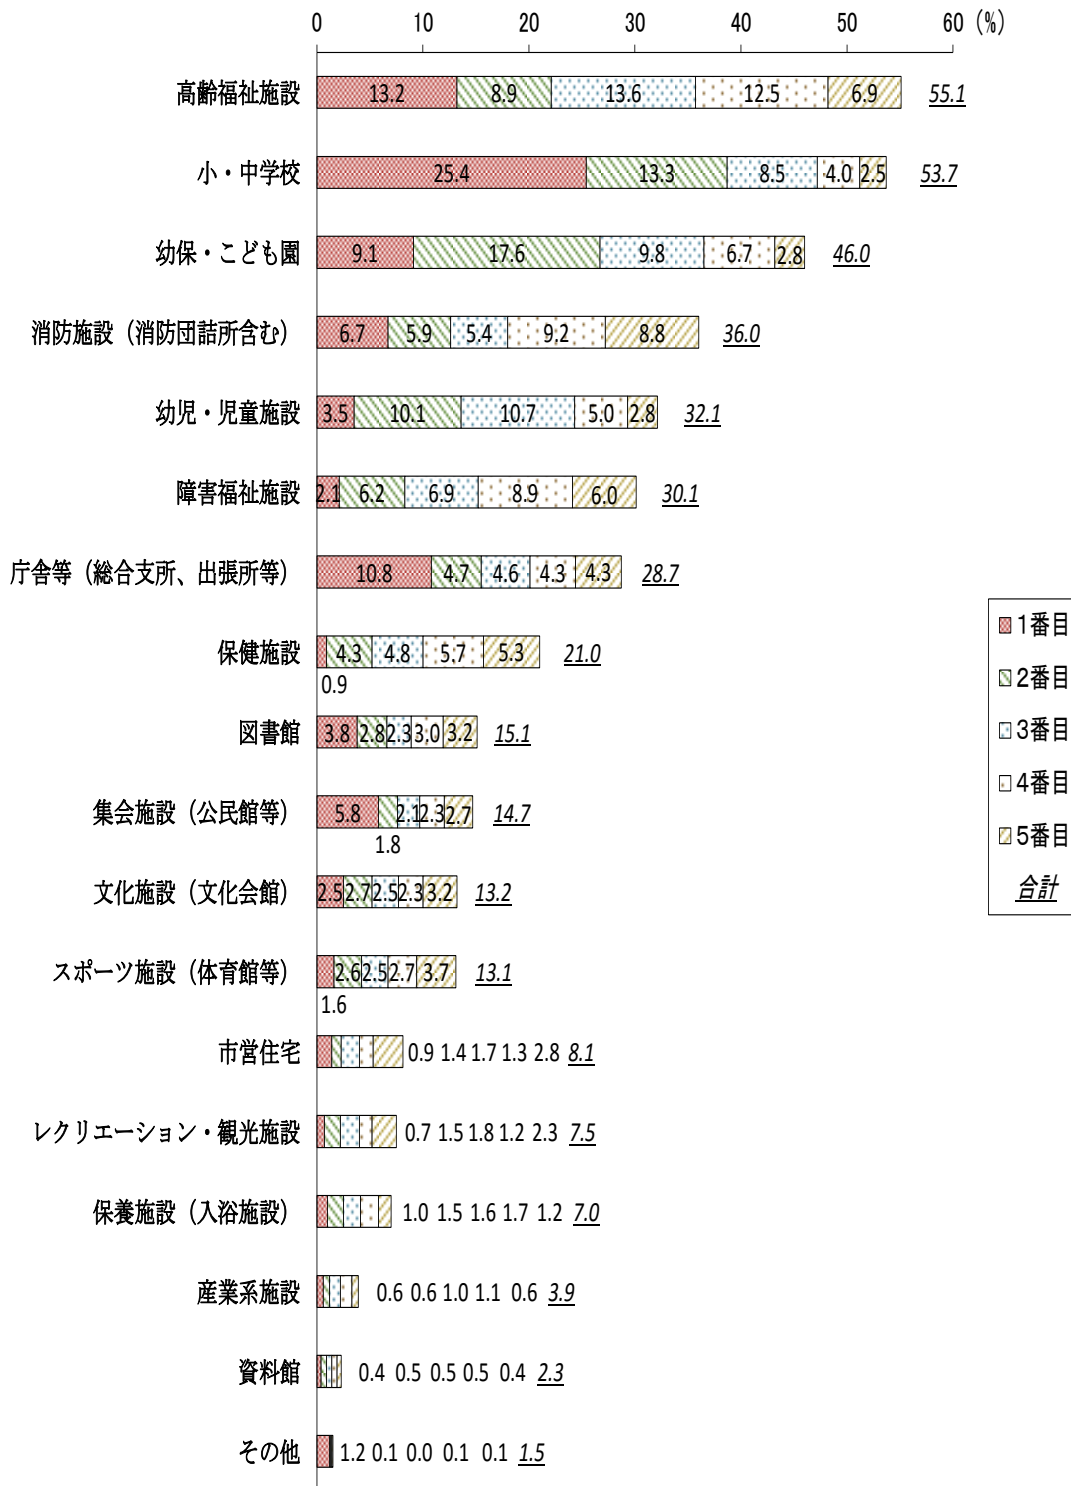 0 10 20 30 40 50 60 (%)
高齢福祉施設 13.2 8.9 13.6 12.5 6.9 55.1
小・中学校 25.4 13.3 8.5 4.0 2.5 53.7
幼保・こども園 9.1 17.6 9.8 6.7 2.8 46.0
消防施設（消防団詰所含む） 6.7 5.9 5.4 9.2 8.8 36.0
幼児・児童施設 3.5 10.1 10.7 5.0 2.8 32.1
障害福祉施設 2.1 6.2 6.9 8.9 6.0 30.1
庁舎等（総合支所、出張所等） 10.8 4.7 4.6 4.3 4.3 28.7
保健施設 4.3 4.8 5.7 5.3 21.0
0.9
図書館 3.8 2.8 2.3 3.0 3.2 15.1
集会施設（公民館等） 5.8 2.1 2.3 2.7 14.7
1.8
文化施設（文化会館） 2.5 2.7 2.5 2.3 3.2 13.2
スポーツ施設（体育館等） 2.6 2.5 2.7 3.7 13.1
1.6
市営住宅 0.9 1.4 1.7 1.3 2.8 8.1
レクリエーション・観光施設 0.7 1.5 1.8 1.2 2.3 7.5
保養施設（入浴施設） 1.0 1.5 1.6 1.7 1.2 7.0
産業系施設 0.6 0.6 1.0 1.1 0.6 3.9
資料館 0.4 0.5 0.5 0.5 0.4 2.3
その他 1.2 0.1 0.0 0.1 0.1 1.5
1番目
2番目
3番目
4番目
5番目
合計